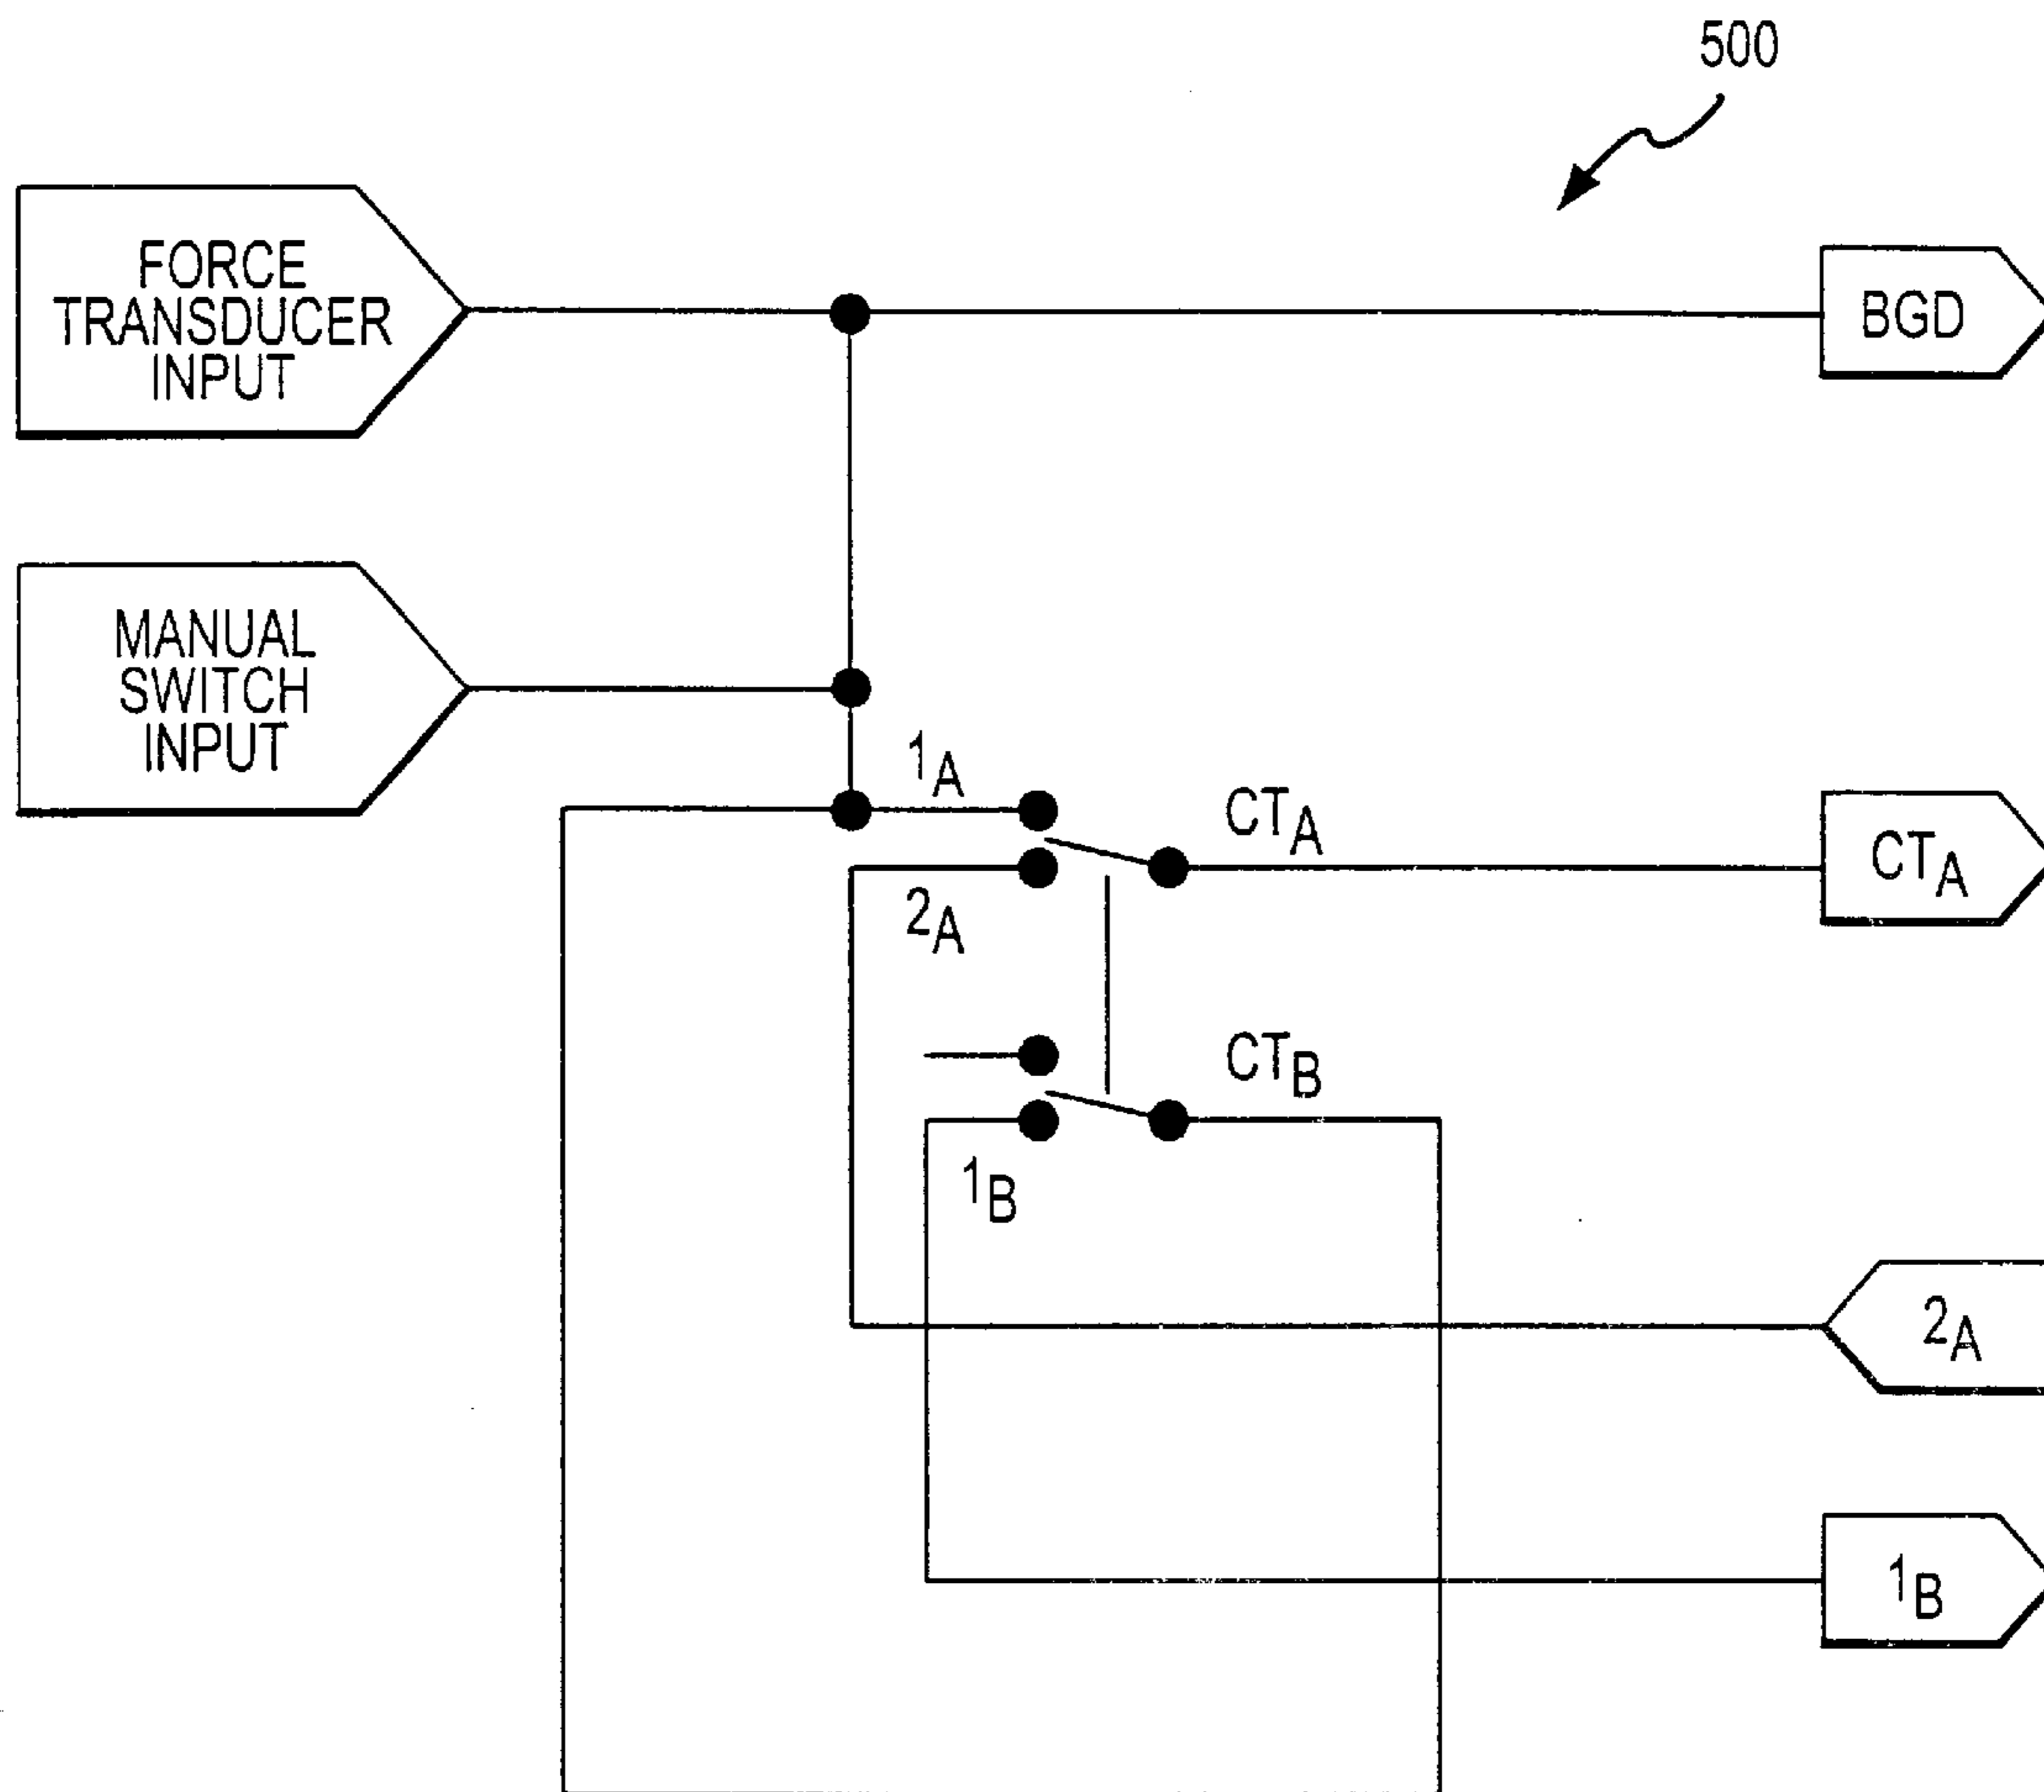 500
FORCE
TRANSDUCER
INPUT
BGD
MANUAL
SWITCH
INPUT
1A
CTA
CTA
2A
CTB
1B
2A
1B